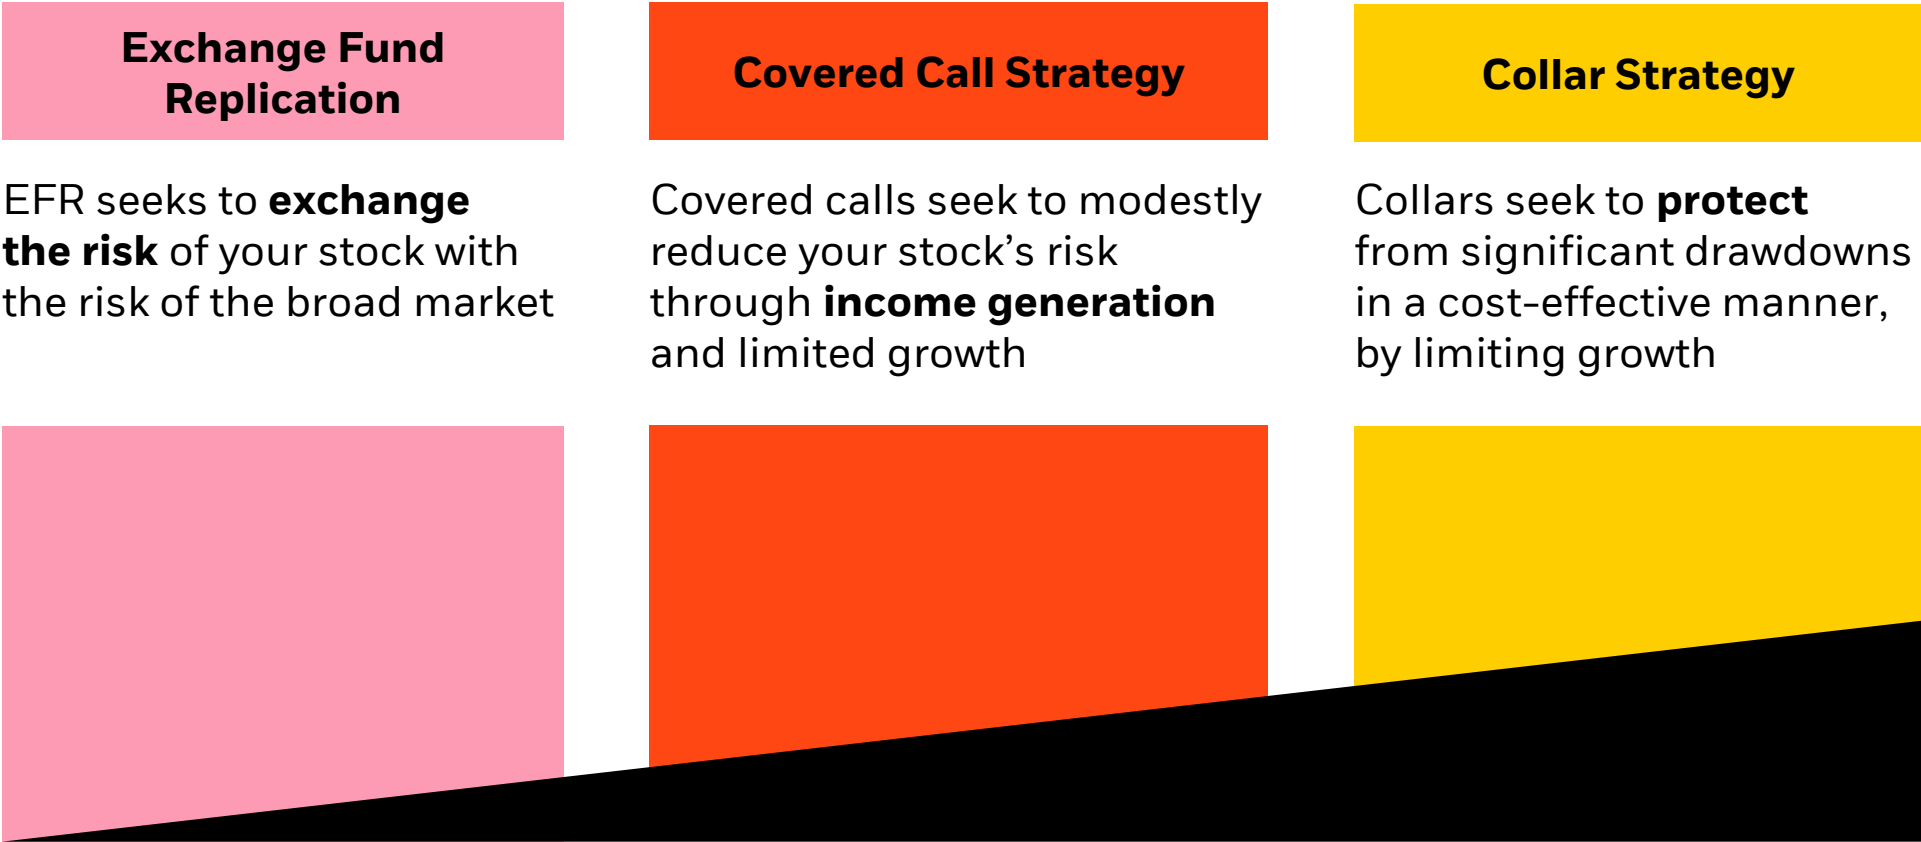 Exchange Fund
Replication
EFR seeks to exchange
the risk of your stock with
the risk of the broad market
Covered Call Strategy
Covered calls seek to modestly
reduce your stock’s risk
through income generation
and limited growth
Collar Strategy
Collars seek to protect
from significant drawdowns
in a cost-effective manner,
by limiting growth